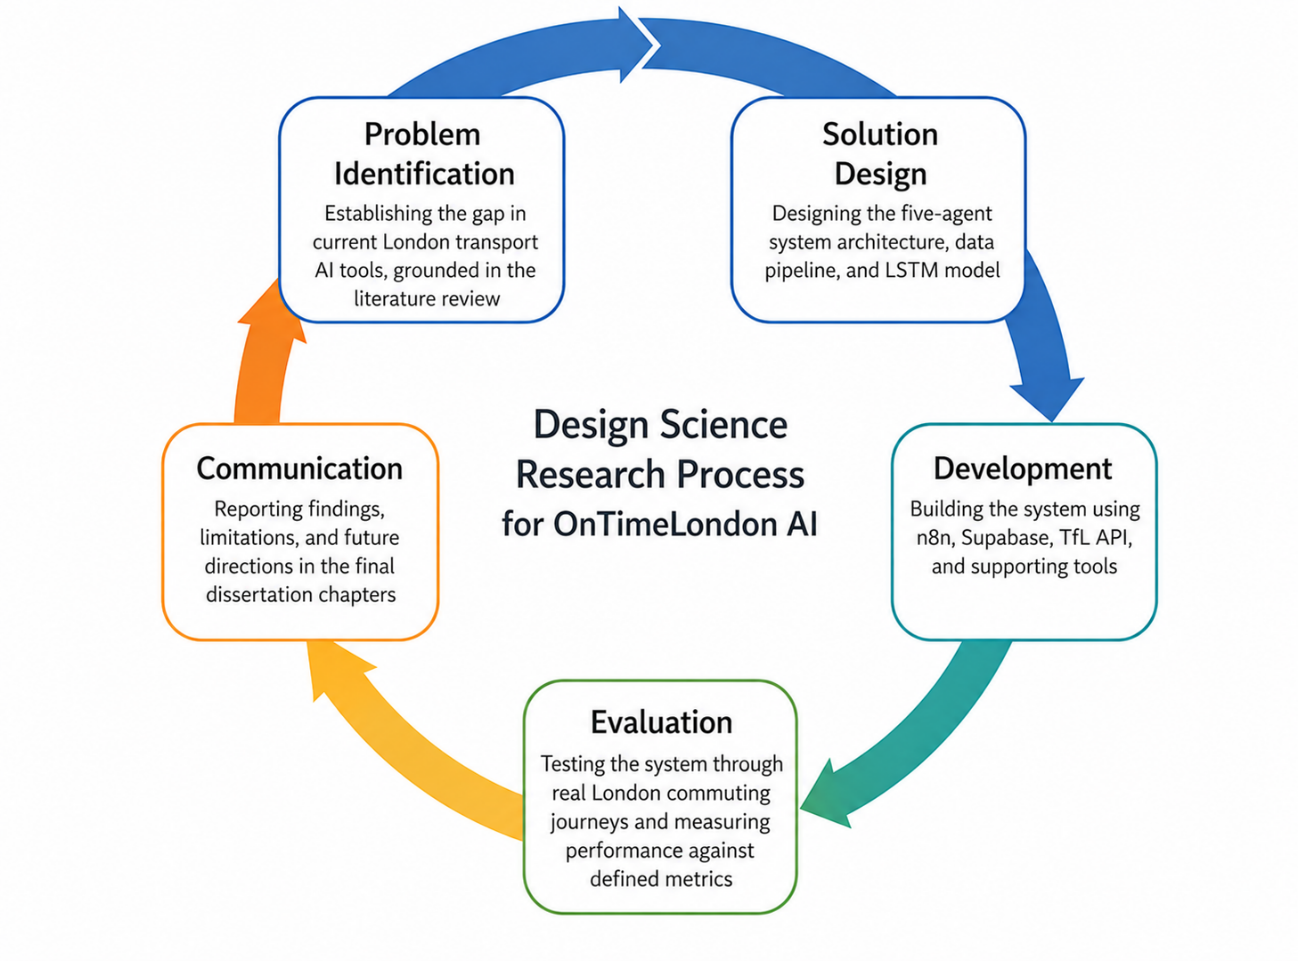 Problem
Identification
Establishing the gap in
current London transport
AI tools, grounded in the
literature review
Solution
Design
Designing the five-agent
system architecture, data
pipeline, and LSTM model
Development
Building the system using
n8n, Supabase, TfL API,
and supporting tools
Evaluation
Testing the system through
real London commuting
journeys and measuring
performance against
defined metrics
Communication
Reporting findings,
limitations, and future
directions in the final
dissertation chapters
Design Science
Research Process
for OnTimeLondon AI